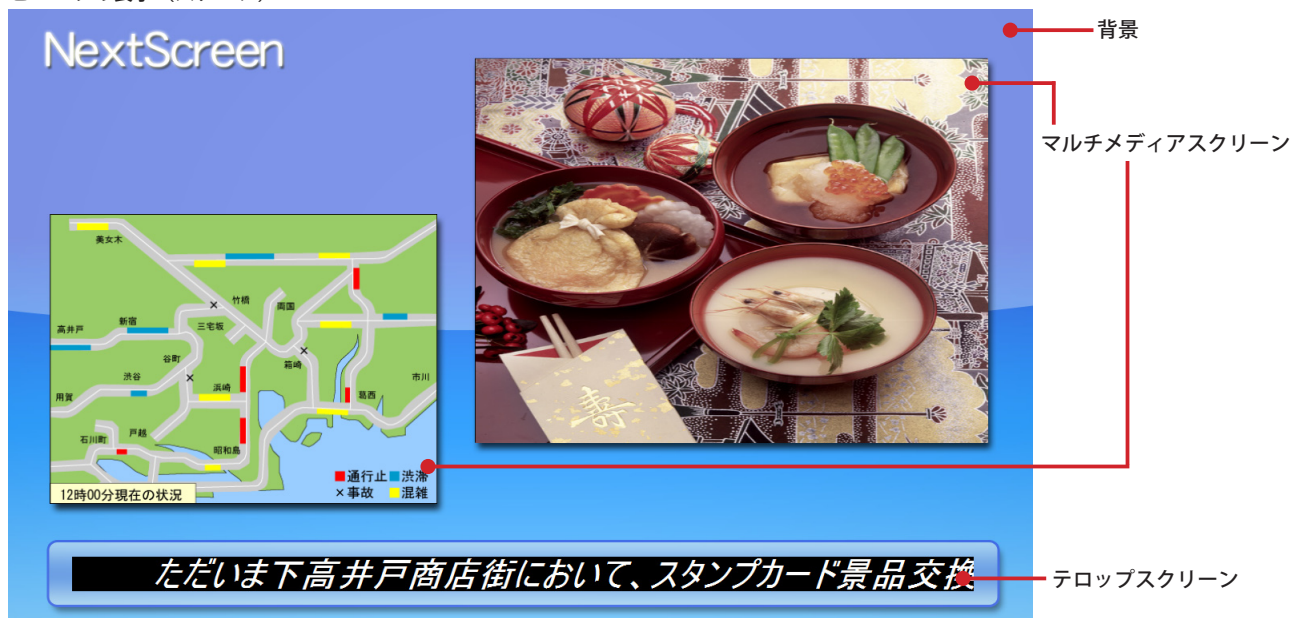 NextScreen
背景
マルチメディアスクリーン
美女木
竹橋
両国
高井戸
新宿
三宅坂
谷町
箱崎
渋谷
浜崎
葛西
市川
用賀
石川町
戸越
昭和島
通行止
渋滞
×事故
混雑
12時00分現在の状況
寿
ただいま下高井戸商店街において、スタンプカード景品交換
テロップスクリーン